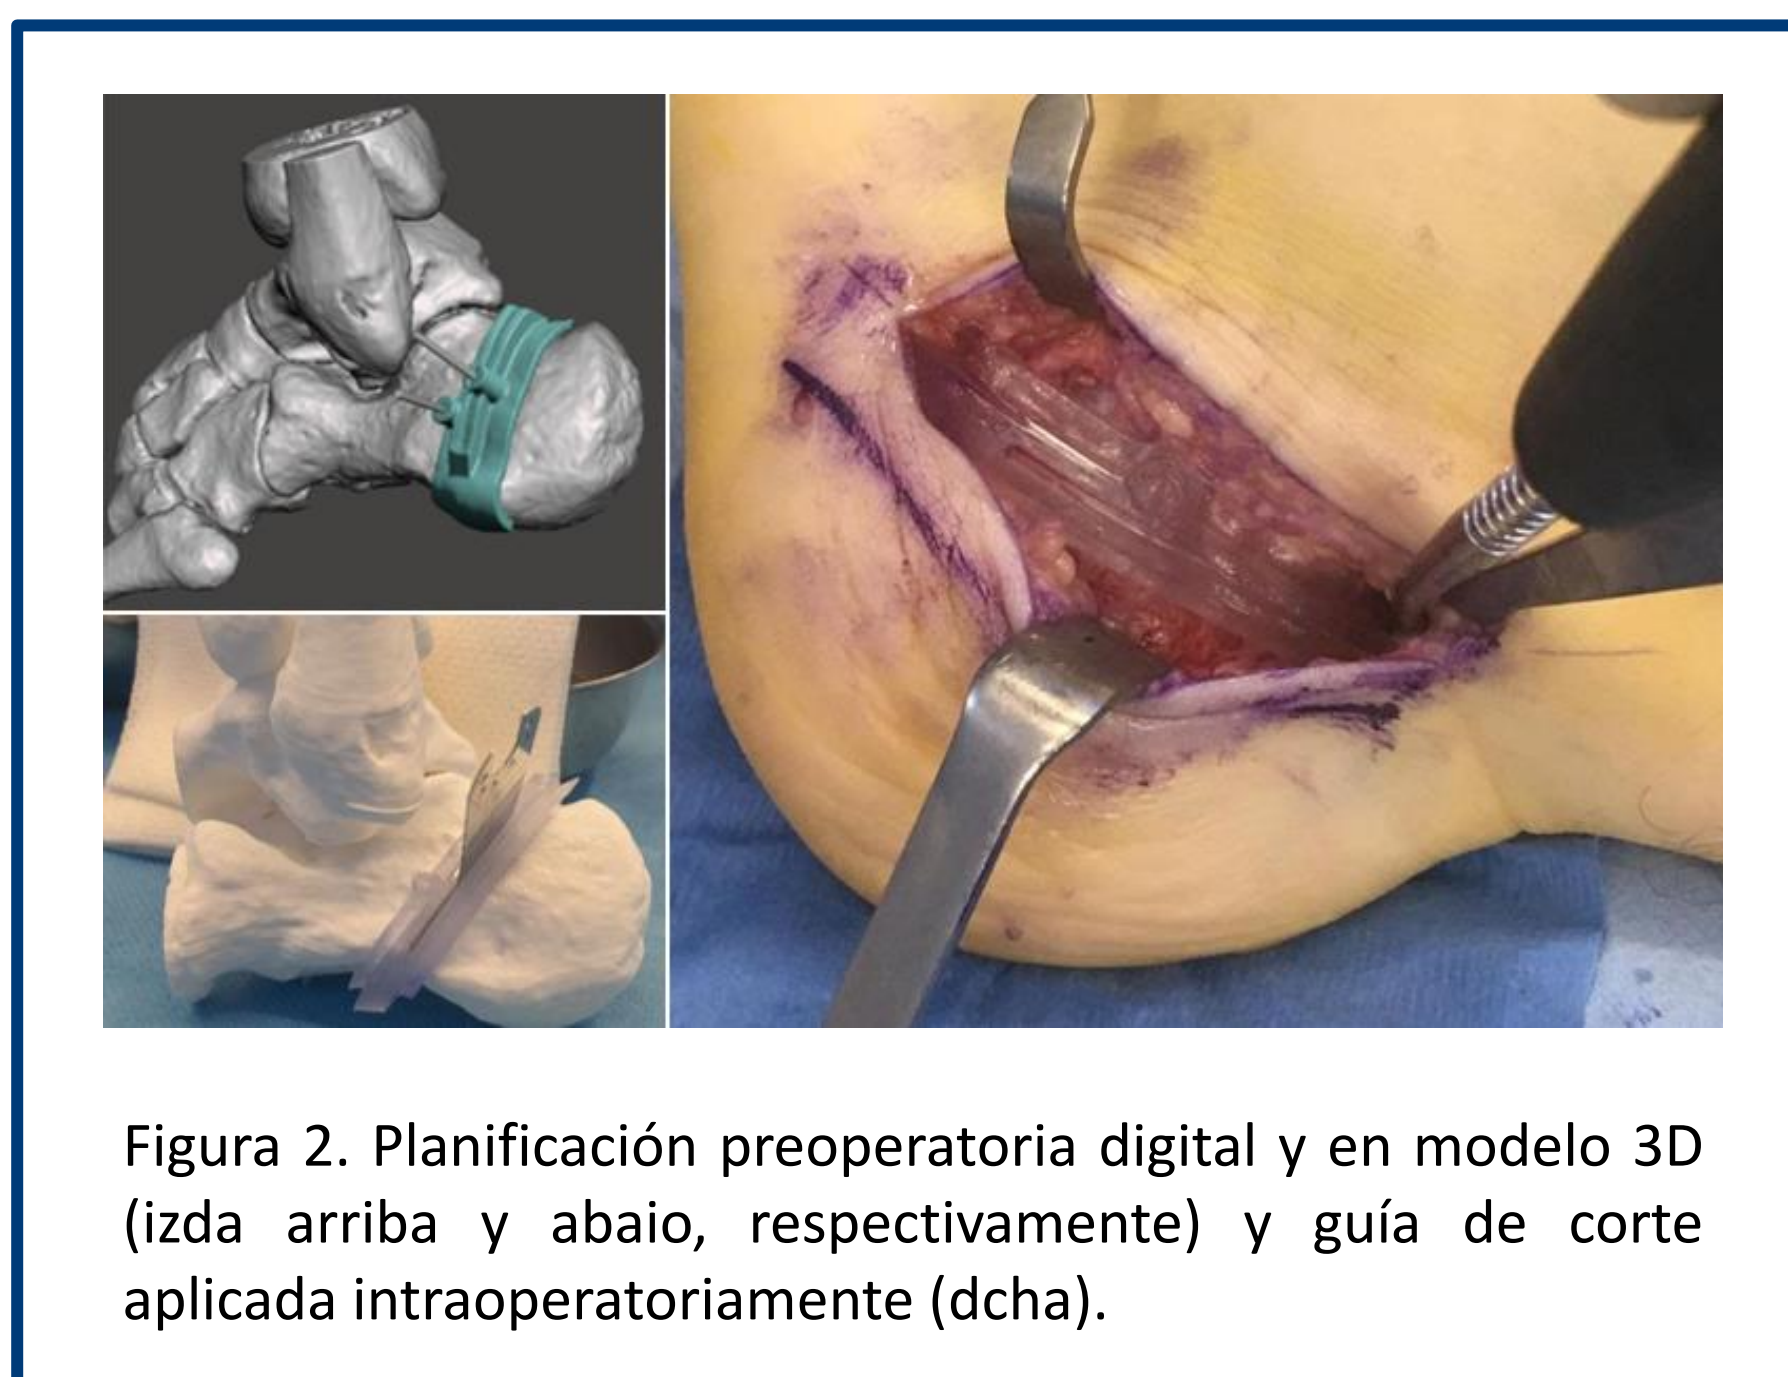 Figura 2. Planificación preoperatoria digital y en modelo 3D
(izda arriba y abaio, respectivamente) y guía de corte
aplicada intraoperatoriamente (dcha).